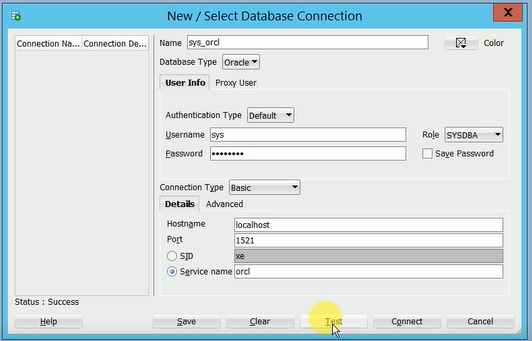 New / Select Database Connection
X
Connection Na... Connection De...
Name sys_orcl Color
Database Type Oracle
User Info Proxy User
Authentication Type Default
Username sys Role SYSDBA
Password •••••••• Save Password
Connection Type Basic
Details Advanced
Hostname localhost
Port 1521
SID xe
Service name orcl
Status : Success
Help Save Clear Test Connect Cancel